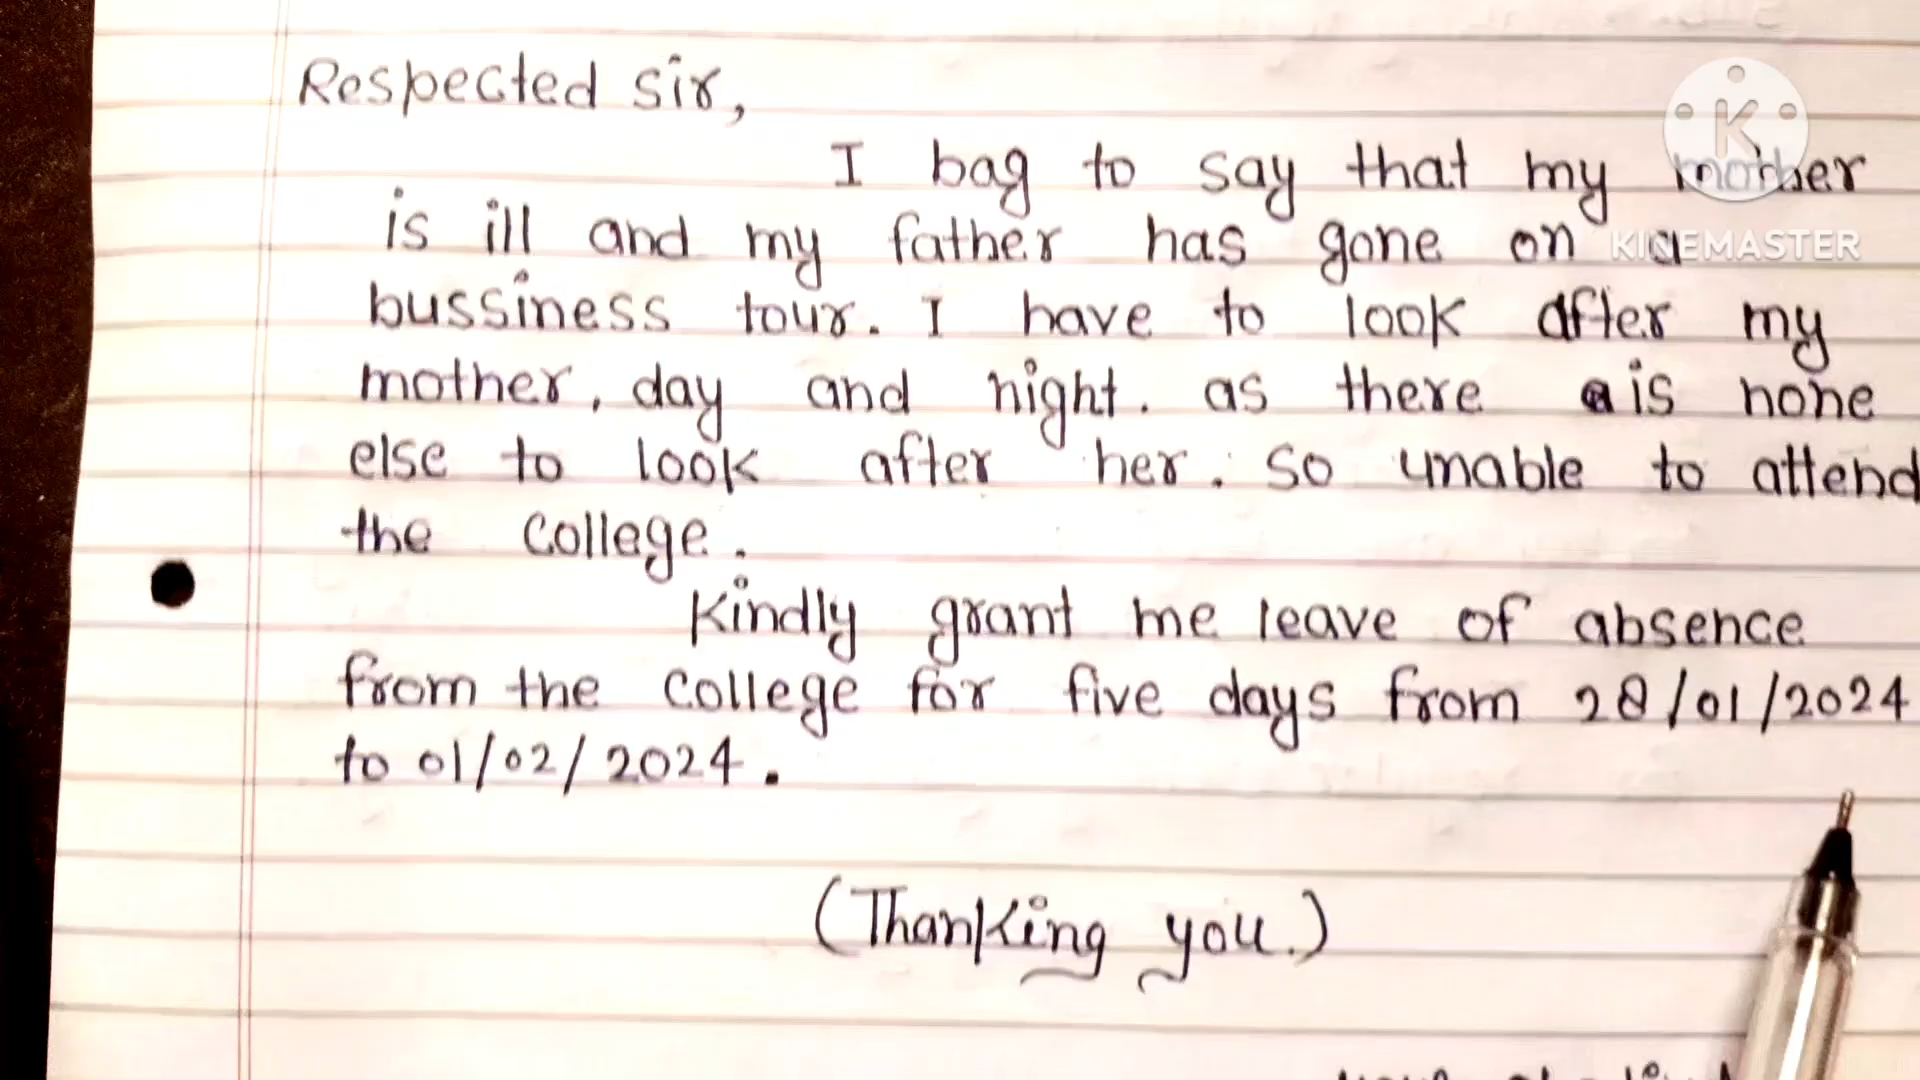 Respected sir,
I bag to say that my mother
is ill and my father has gone on a
bussiness tour. I have to look after my
mother, day and night. as there is none
else to look after her. So unable to attend
the college.
Kindly grant me leave of absence
from the college for five days from 28/01/2024
to 01/02/2024.
(Thanking you.)
K
KINEMASTER